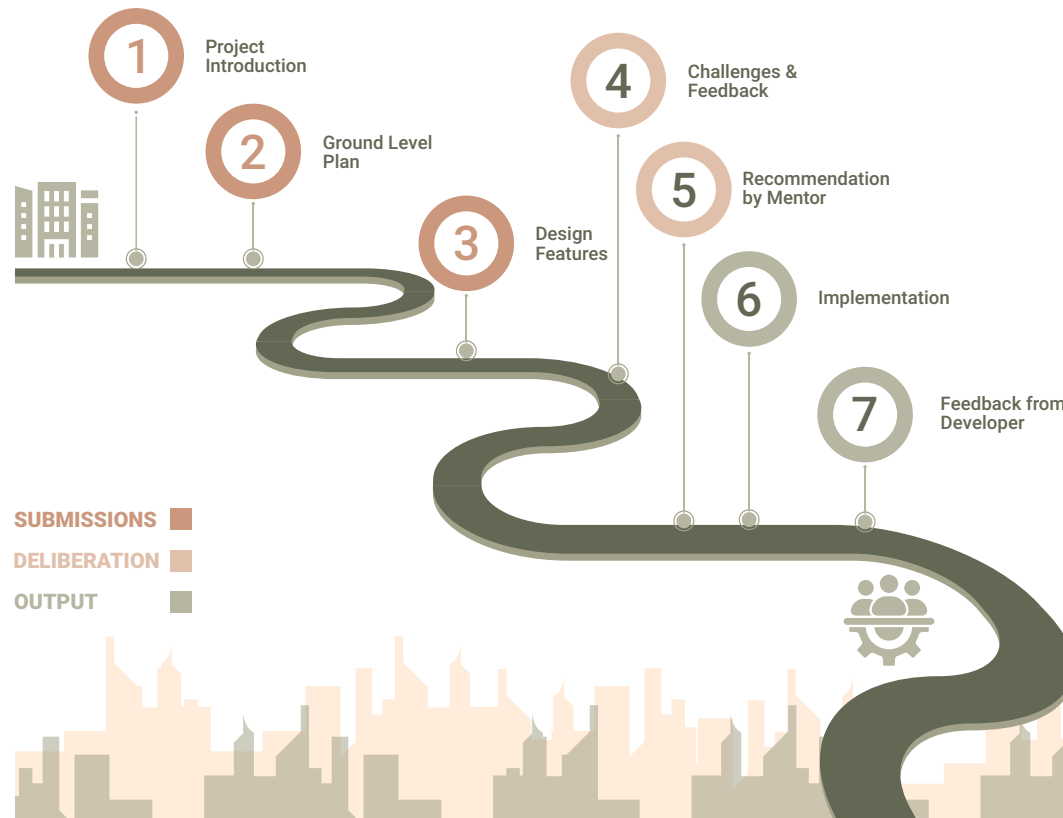 1
Project
Introduction
2
Ground Level
Plan
3
Design
Features
4
Challenges &
Feedback
5
Recommendation
by Mentor
6
Implementation
7
Feedback from
Developer
SUBMISSIONS
DELIBERATION
OUTPUT